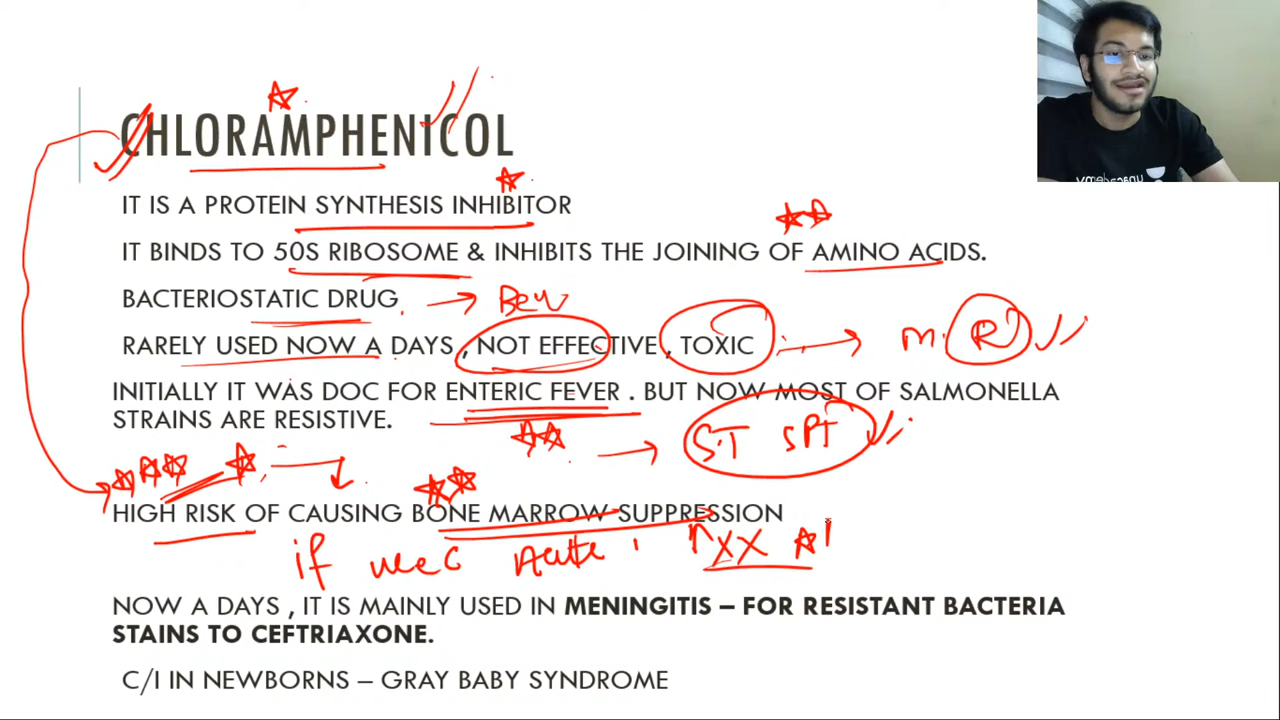 CHLORAMPHENICOL
IT IS A PROTEIN SYNTHESIS INHIBITOR
IT BINDS TO 50S RIBOSOME & INHIBITS THE JOINING OF AMINO ACIDS.
BACTERIOSTATIC DRUG
RARELY USED NOW A DAYS , NOT EFFECTIVE , TOXIC
INITIALLY IT WAS DOC FOR ENTERIC FEVER . BUT NOW MOST OF SALMONELLA
STRAINS ARE RESISTIVE.
HIGH RISK OF CAUSING BONE MARROW SUPPRESSION
if
NOW A DAYS , IT IS MAINLY USED IN MENINGITIS – FOR RESISTANT BACTERIA
STAINS TO CEFTRIAXONE.
C/I IN NEWBORNS – GRAY BABY SYNDROME